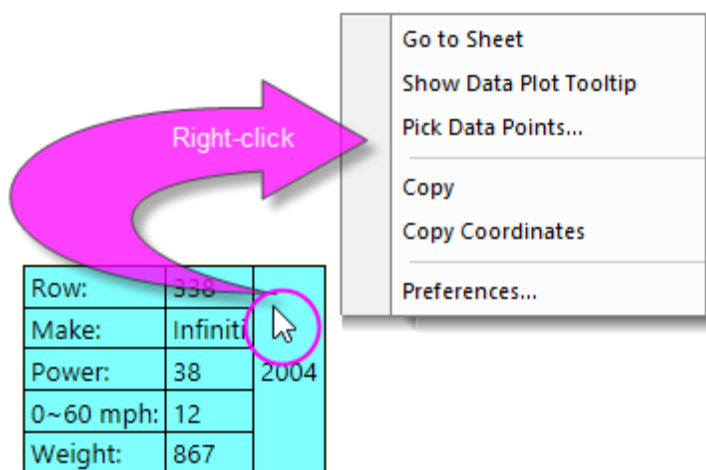 Go to Sheet
Show Data Plot Tooltip
Pick Data Points...
Copy
Copy Coordinates
Preferences...
Right-click
Row: 338
Make: Infiniti
Power: 38 2004
0~60 mph: 12
Weight: 867